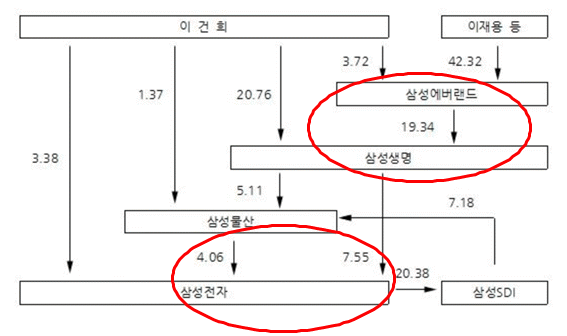 이 건 희
이재용 등
3.72
42.32
1.37
20.76
삼성에버랜드
19.34
3.38
삼성생명
5.11
7.18
삼성물산
4.06
7.55
20.38
삼성전자
삼성SDI